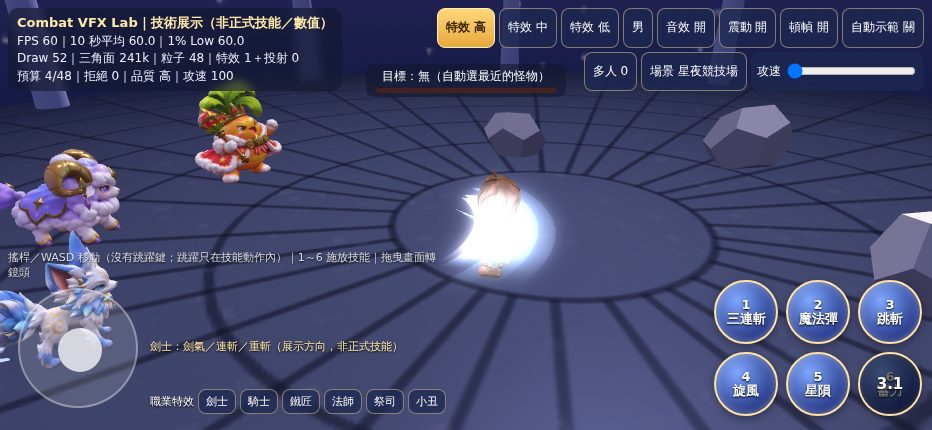 Combat VFX Lab｜技術展示（非正式技能／數值）
FPS 60｜10 秒平均 60.0｜1% Low 60.0
Draw 52｜三角面 241k｜粒子 48｜特效 1＋投射 0
預算 4/48｜拒絕 0｜品質 高｜攻速 100
特效 高
特效 中
特效 低
男
音效 開
震動 開
頓幀 開
自動示範 關
目標：無（自動選最近的怪物）
多人 0
場景 星夜競技場
攻速
搖桿／WASD 移動（沒有跳躍鍵；跳躍只在技能動作內）｜1~6 施放技能｜拖曳畫面轉
鏡頭
1
三連斬
2
魔法彈
3
跳斬
劍士：劍氣／連斬／重斬（展示方向，非正式技能）
4
旋風
5
星隕
3.1
職業特效
劍士
騎士
鐵匠
法師
祭司
小丑